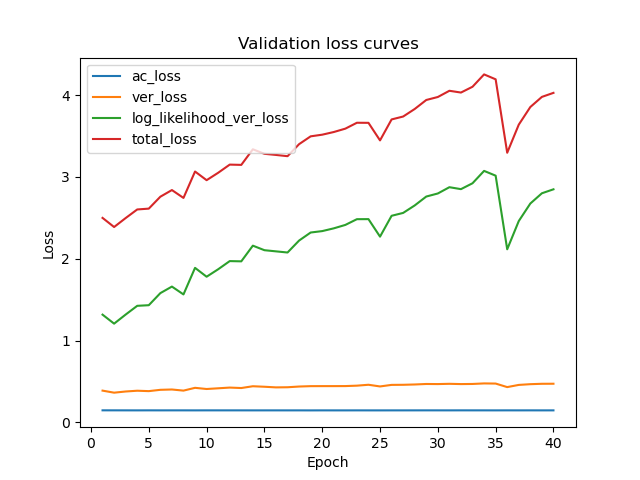 Validation loss curves
ac_loss
ver_loss
log_likelihood_ver_loss
total_loss
Loss
4
3
2
1
0
0 5 10 15 20 25 30 35 40
Epoch